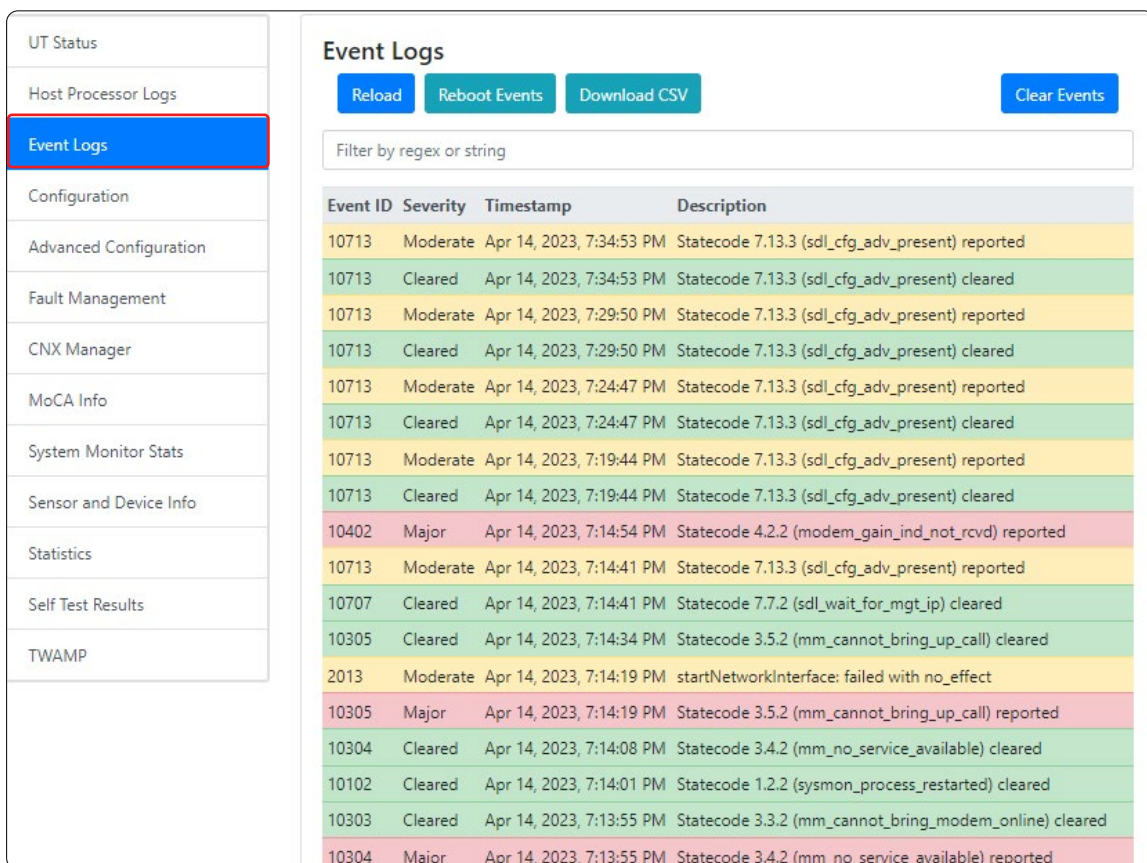 UT Status
Host Processor Logs
Event Logs
Configuration
Advanced Configuration
Fault Management
CNX Manager
MoCA Info
System Monitor Stats
Sensor and Device Info
Statistics
Self Test Results
TWAMP
Event Logs
Reload Reboot Events Download CSV Clear Events
Filter by regex or string
Event ID Severity Timestamp Description
10713 Moderate Apr 14, 2023, 7:34:53 PM Statecode 7.13.3 (sdl_cfg_adv_present) reported
10713 Cleared Apr 14, 2023, 7:34:53 PM Statecode 7.13.3 (sdl_cfg_adv_present) cleared
10713 Moderate Apr 14, 2023, 7:29:50 PM Statecode 7.13.3 (sdl_cfg_adv_present) reported
10713 Cleared Apr 14, 2023, 7:29:50 PM Statecode 7.13.3 (sdl_cfg_adv_present) cleared
10713 Moderate Apr 14, 2023, 7:24:47 PM Statecode 7.13.3 (sdl_cfg_adv_present) reported
10713 Cleared Apr 14, 2023, 7:24:47 PM Statecode 7.13.3 (sdl_cfg_adv_present) cleared
10713 Moderate Apr 14, 2023, 7:19:44 PM Statecode 7.13.3 (sdl_cfg_adv_present) reported
10713 Cleared Apr 14, 2023, 7:19:44 PM Statecode 7.13.3 (sdl_cfg_adv_present) cleared
10402 Major Apr 14, 2023, 7:14:54 PM Statecode 4.2.2 (modem_gain_ind_not_rcvd) reported
10713 Moderate Apr 14, 2023, 7:14:41 PM Statecode 7.13.3 (sdl_cfg_adv_present) reported
10707 Cleared Apr 14, 2023, 7:14:41 PM Statecode 7.7.2 (sdl_wait_for_mgt_ip) cleared
10305 Cleared Apr 14, 2023, 7:14:34 PM Statecode 3.5.2 (mm_cannot_bring_up_call) cleared
2013 Moderate Apr 14, 2023, 7:14:19 PM startNetworkInterface: failed with no_effect
10305 Major Apr 14, 2023, 7:14:19 PM Statecode 3.5.2 (mm_cannot_bring_up_call) reported
10304 Cleared Apr 14, 2023, 7:14:08 PM Statecode 3.4.2 (mm_no_service_available) cleared
10102 Cleared Apr 14, 2023, 7:14:01 PM Statecode 1.2.2 (sysmon_process_restarted) cleared
10303 Cleared Apr 14, 2023, 7:13:55 PM Statecode 3.3.2 (mm_cannot_bring_modem_online) cleared
10304 Major Apr 14, 2023, 7:13:55 PM Statecode 3.4.2 (mm_no_service_available) reported